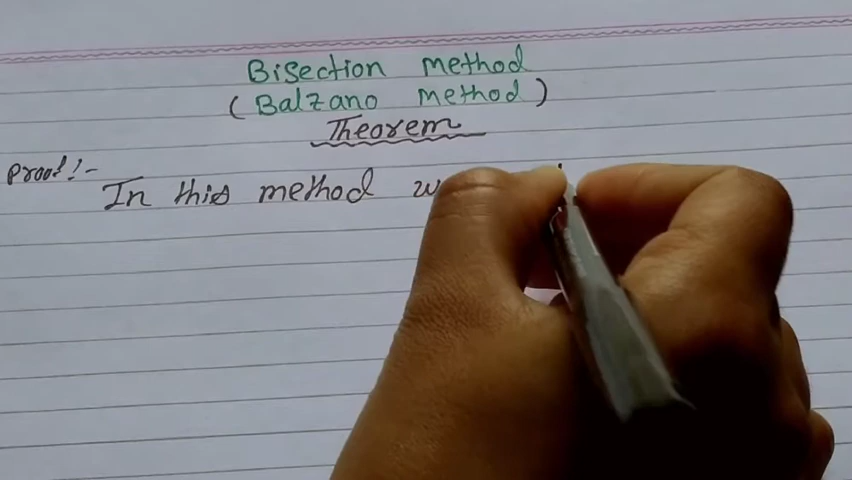 Bisection method
(Balzano Method)
Theorem
Proof:-
In this method